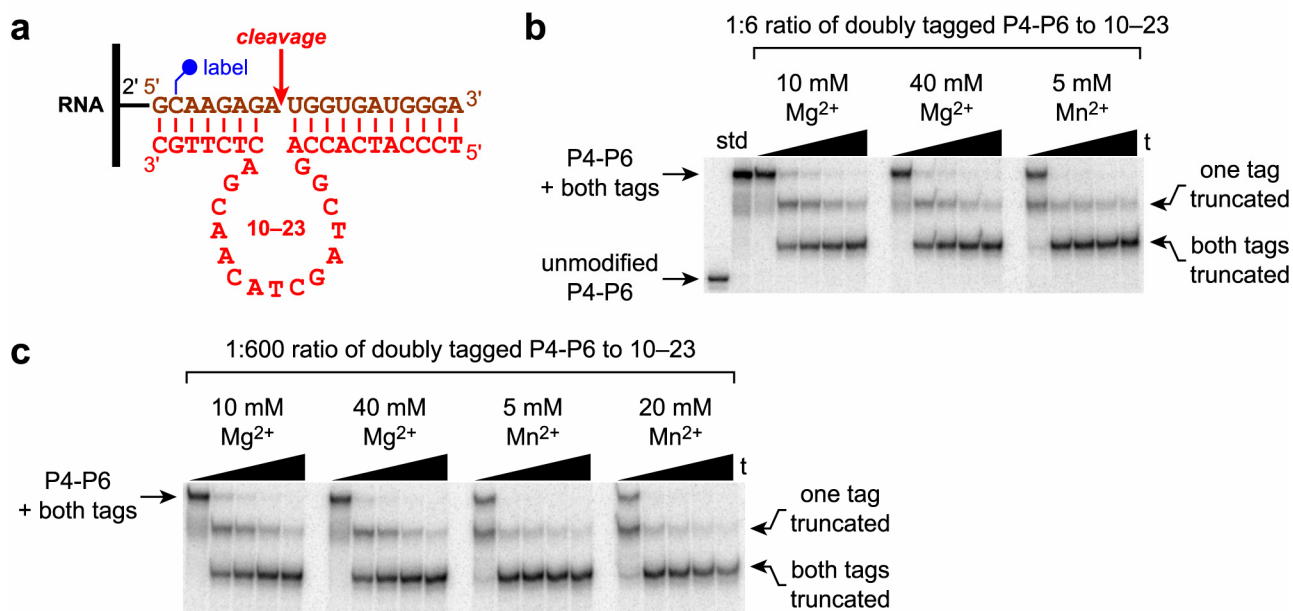 a
cleavage
label
2' 5'
RNA
GCAAGAGA UGGUGAUGGGA 3'
CGTTCTC ACCACTACCCT
3' 5'
A G
G G
C C
A T
A 10–23 A
C G
A T C
b
1:6 ratio of doubly tagged P4-P6 to 10–23
10 mM Mg2+
40 mM Mg2+
5 mM Mn2+
std
t
P4-P6
+ both tags
unmodified
P4-P6
one tag
truncated
both tags
truncated
c
1:600 ratio of doubly tagged P4-P6 to 10–23
10 mM Mg2+
40 mM Mg2+
5 mM Mn2+
20 mM Mn2+
t
P4-P6
+ both tags
one tag
truncated
both tags
truncated